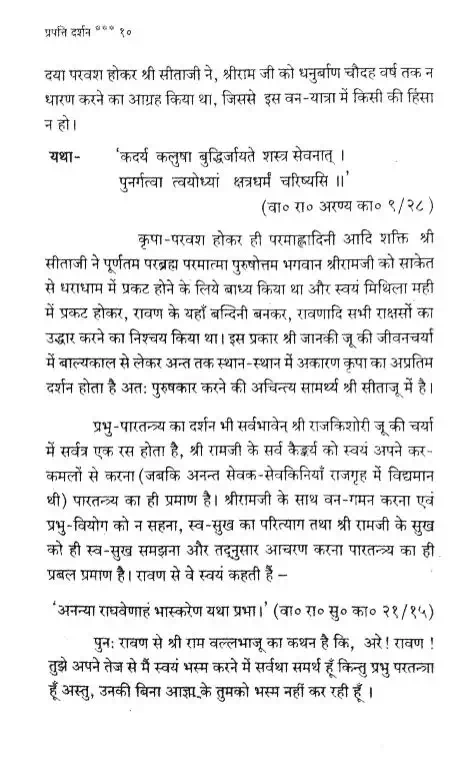 प्रपत्ति दर्शन *** १०
दया परवश होकर श्री सीताजी ने, श्रीराम जी को धनुर्बाण चौदह वर्ष तक न
धारण करने का आग्रह किया था, जिससे इस वन-यात्रा में किसी की हिंसा
न हो।
यथा- 'कदर्य कलुषा बुद्धिर्जायते शस्त्र सेवनात् ।
पुनर्गत्वा त्वयोध्यां क्षत्रधर्मं चरिष्यसि ॥'
(वा० रा० अरण्य का० ९/२८)
कृपा-परवश होकर ही परमाह्लादिनी आदि शक्ति श्री
सीताजी ने पूर्णतम परब्रह्म परमात्मा पुरुषोत्तम भगवान श्रीरामजी को साकेत
से धराधाम में प्रकट होने के लिये बाध्य किया था और स्वयं मिथिला मही
में प्रकट होकर, रावण के यहाँ बन्दिनी बनकर, रावणादि सभी राक्षसों का
उद्धार करने का निश्चय किया था। इस प्रकार श्री जानकी जू की जीवनचर्या
में बाल्यकाल से लेकर अन्त तक स्थान-स्थान में अकारण कृपा का अप्रतिम
दर्शन होता है अतः पुरुषकार करने की अचिन्त्य सामर्थ्य श्री सीताजू में है।
प्रभु-पारतन्त्र्य का दर्शन भी सर्वभावेन् श्री राजकिशोरी जू की चर्या
में सर्वत्र एक रस होता है, श्री रामजी के सर्व कैङ्कर्य को स्वयं अपने कर-
कमलों से करना (जबकि अनन्त सेवक-सेवकिनियाँ राजगृह में विद्यमान
थी) पारतन्त्र्य का ही प्रमाण है। श्रीरामजी के साथ वन-गमन करना एवं
प्रभु-वियोग को न सहना, स्व-सुख का परित्याग तथा श्री रामजी के सुख
को ही स्व-सुख समझना और तद्नुसार आचरण करना पारतन्त्र्य का ही
प्रबल प्रमाण है। रावण से वे स्वयं कहती हैं –
'अनन्या राघवेणाहं भास्करेण यथा प्रभा।' (वा० रा० सु० का० २१/१५)
पुनः रावण से श्री राम वल्लभाजू का कथन है कि, अरे ! रावण !
तुझे अपने तेज से मैं स्वयं भस्म करने में सर्वथा समर्थ हूँ किन्तु प्रभु परतन्त्रा
हूँ अस्तु, उनकी बिना आज्ञा के तुमको भस्म नहीं कर रही हूँ ।